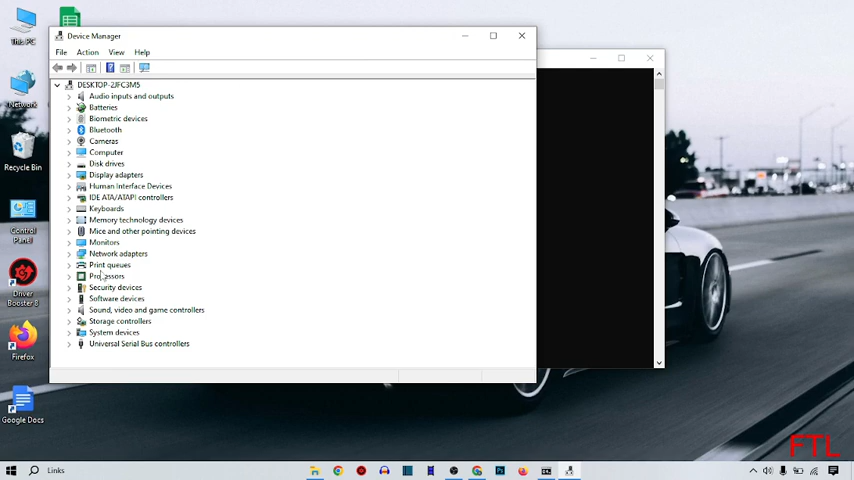 This PC
Network
Recycle Bin
Control
Panel
Driver
Booster 8
Firefox
Google Docs
Device Manager
File Action View Help
DESKTOP-2JFC3M5
Audio inputs and outputs
Batteries
Biometric devices
Bluetooth
Cameras
Computer
Disk drives
Display adapters
Human Interface Devices
IDE ATA/ATAPI controllers
Keyboards
Memory technology devices
Mice and other pointing devices
Monitors
Network adapters
Print queues
Processors
Security devices
Software devices
Sound, video and game controllers
Storage controllers
System devices
Universal Serial Bus controllers
FTL
Links